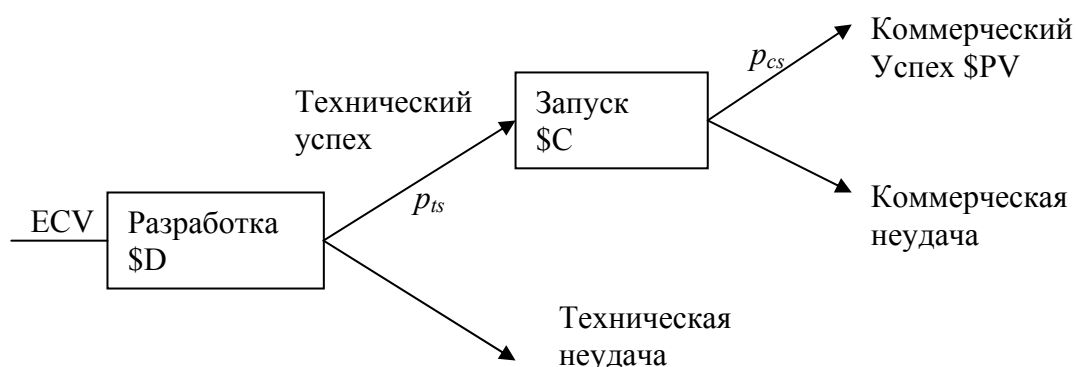 Коммерческий
Успех $PV
p_cs
Запуск
$C
Технический
успех
p_ts
Коммерческая
неудача
ECV
Разработка
$D
Техническая
неудача